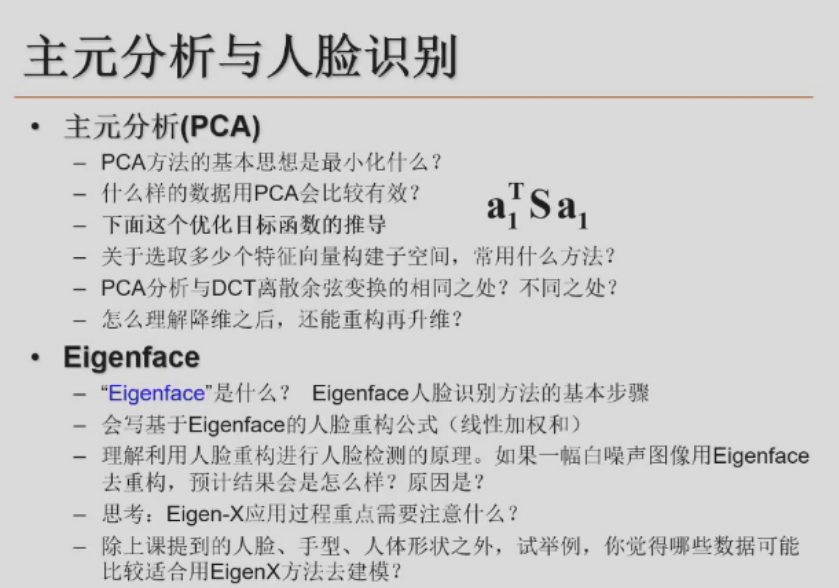 主元分析与人脸识别
• 主元分析(PCA)
– PCA方法的基本思想是最小化什么？
– 什么样的数据用PCA会比较有效？
– 下面这个优化目标函数的推导
a₁ᵀSa₁
– 关于选取多少个特征向量构建子空间，常用什么方法？
– PCA分析与DCT离散余弦变换的相同之处？不同之处？
– 怎么理解降维之后，还能重构再升维？
• Eigenface
– “Eigenface”是什么？ Eigenface人脸识别方法的基本步骤
– 会写基于Eigenface的人脸重构公式（线性加权和）
– 理解利用人脸重构进行人脸检测的原理。如果一幅白噪声图像用Eigenface
去重构，预计结果会是怎么样？原因是？
– 思考：Eigen-X应用过程重点需要注意什么？
– 除上课提到的人脸、手型、人体形状之外，试举例，你觉得哪些数据可能
比较适合用EigenX方法去建模？